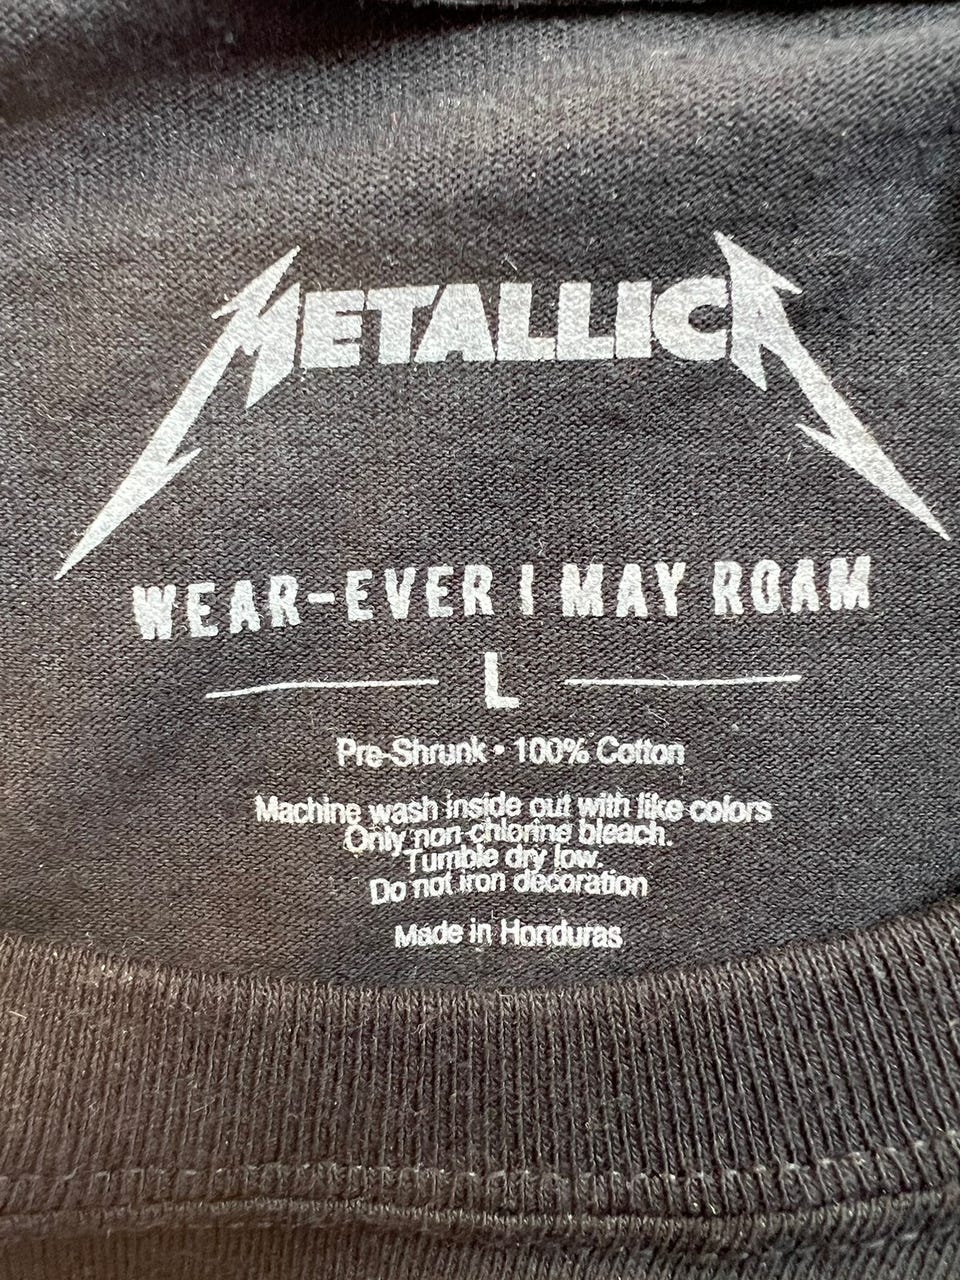 METALLICA
WEAR-EVER I MAY ROAM
L
Pre-Shrunk • 100% Cotton
Machine wash inside out with like colors
Only non-chlorine bleach.
Tumble dry low.
Do not iron decoration
Made in Honduras